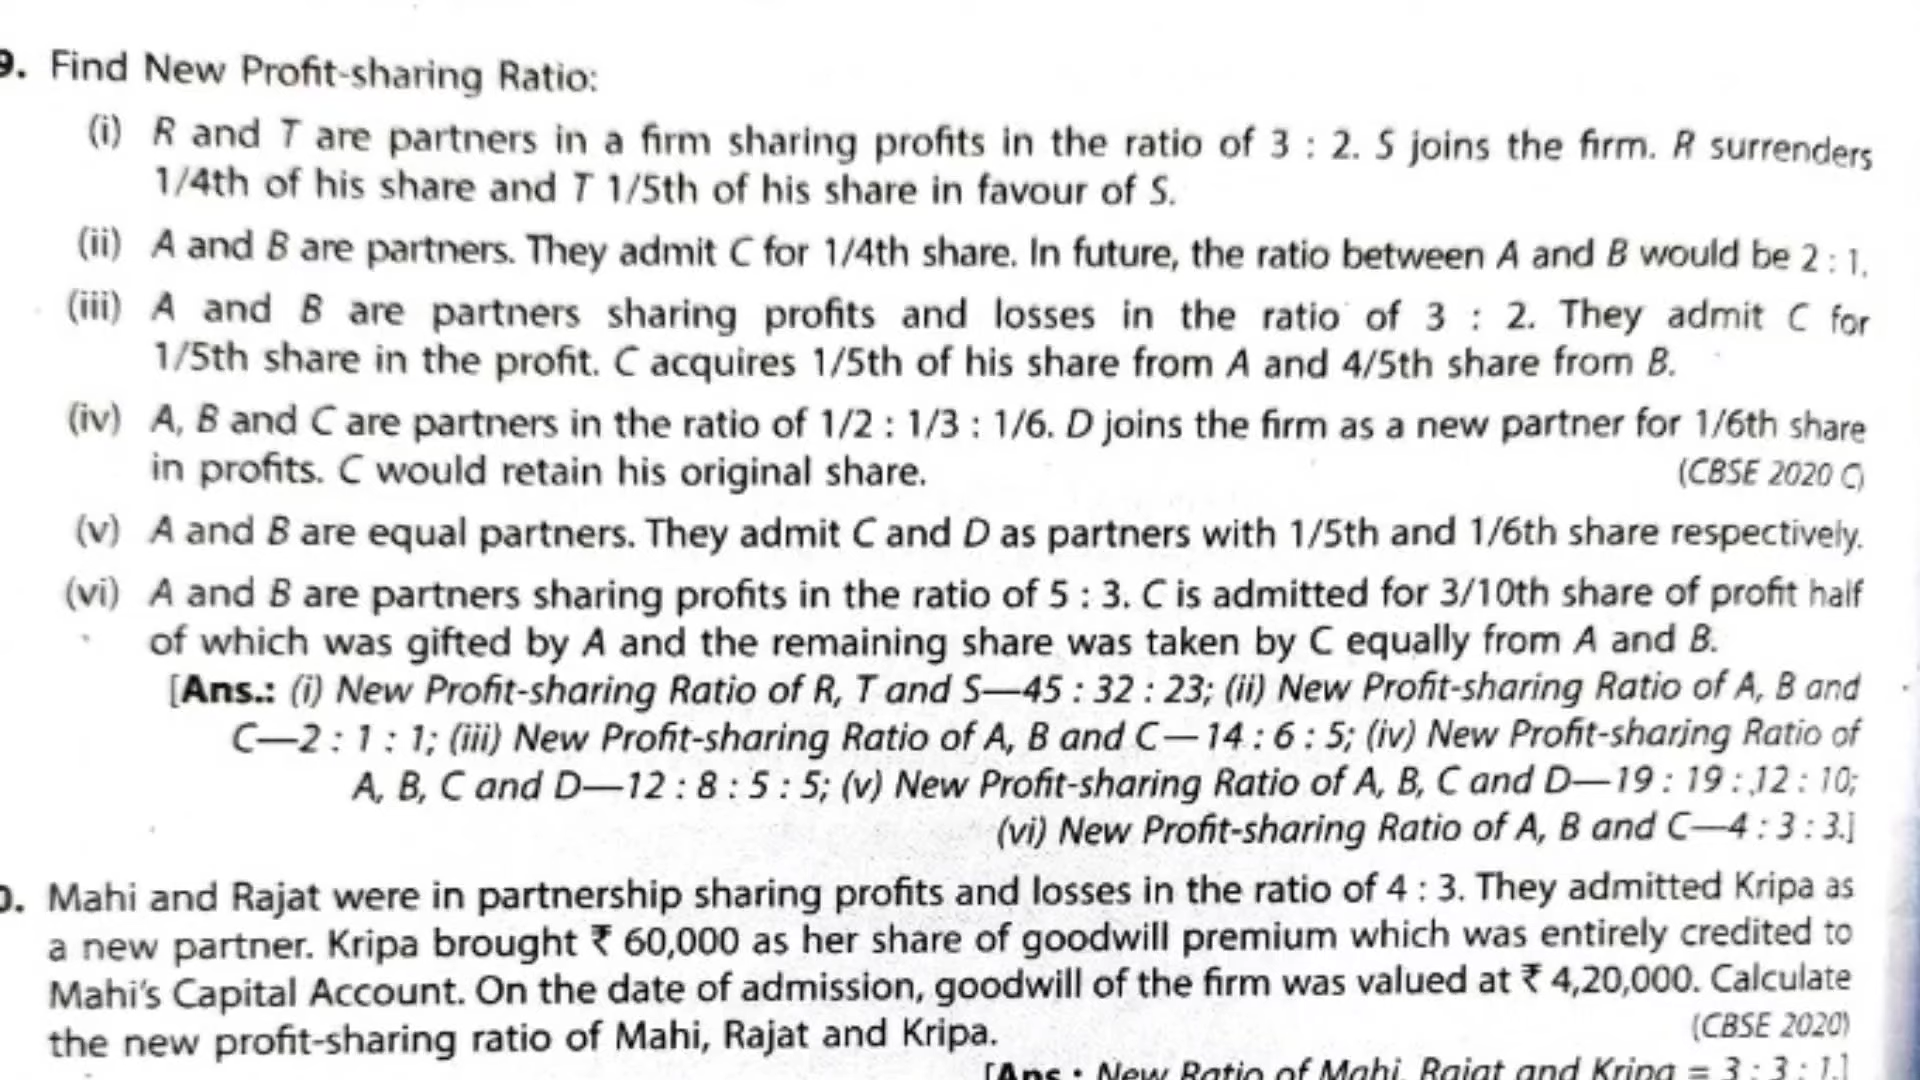 9. Find New Profit-sharing Ratio:
(i) R and T are partners in a firm sharing profits in the ratio of 3 : 2. S joins the firm. R surrenders
1/4th of his share and T 1/5th of his share in favour of S.
(ii) A and B are partners. They admit C for 1/4th share. In future, the ratio between A and B would be 2 : 1.
(iii) A and B are partners sharing profits and losses in the ratio of 3 : 2. They admit C for
1/5th share in the profit. C acquires 1/5th of his share from A and 4/5th share from B.
(iv) A, B and C are partners in the ratio of 1/2 : 1/3 : 1/6. D joins the firm as a new partner for 1/6th share
in profits. C would retain his original share. (CBSE 2020 C)
(v) A and B are equal partners. They admit C and D as partners with 1/5th and 1/6th share respectively.
(vi) A and B are partners sharing profits in the ratio of 5 : 3. C is admitted for 3/10th share of profit half
of which was gifted by A and the remaining share was taken by C equally from A and B.
[Ans.: (i) New Profit-sharing Ratio of R, T and S—45 : 32 : 23; (ii) New Profit-sharing Ratio of A, B and
C—2 : 1 : 1; (iii) New Profit-sharing Ratio of A, B and C—14 : 6 : 5; (iv) New Profit-sharing Ratio of
A, B, C and D—12 : 8 : 5 : 5; (v) New Profit-sharing Ratio of A, B, C and D—19 : 19 : 12 : 10;
(vi) New Profit-sharing Ratio of A, B and C—4 : 3 : 3.]
0. Mahi and Rajat were in partnership sharing profits and losses in the ratio of 4 : 3. They admitted Kripa as
a new partner. Kripa brought ₹ 60,000 as her share of goodwill premium which was entirely credited to
Mahi's Capital Account. On the date of admission, goodwill of the firm was valued at ₹ 4,20,000. Calculate
the new profit-sharing ratio of Mahi, Rajat and Kripa. (CBSE 2020)
[Ans.: New Ratio of Mahi, Rajat and Kripa = 3 : 3 : 1.]